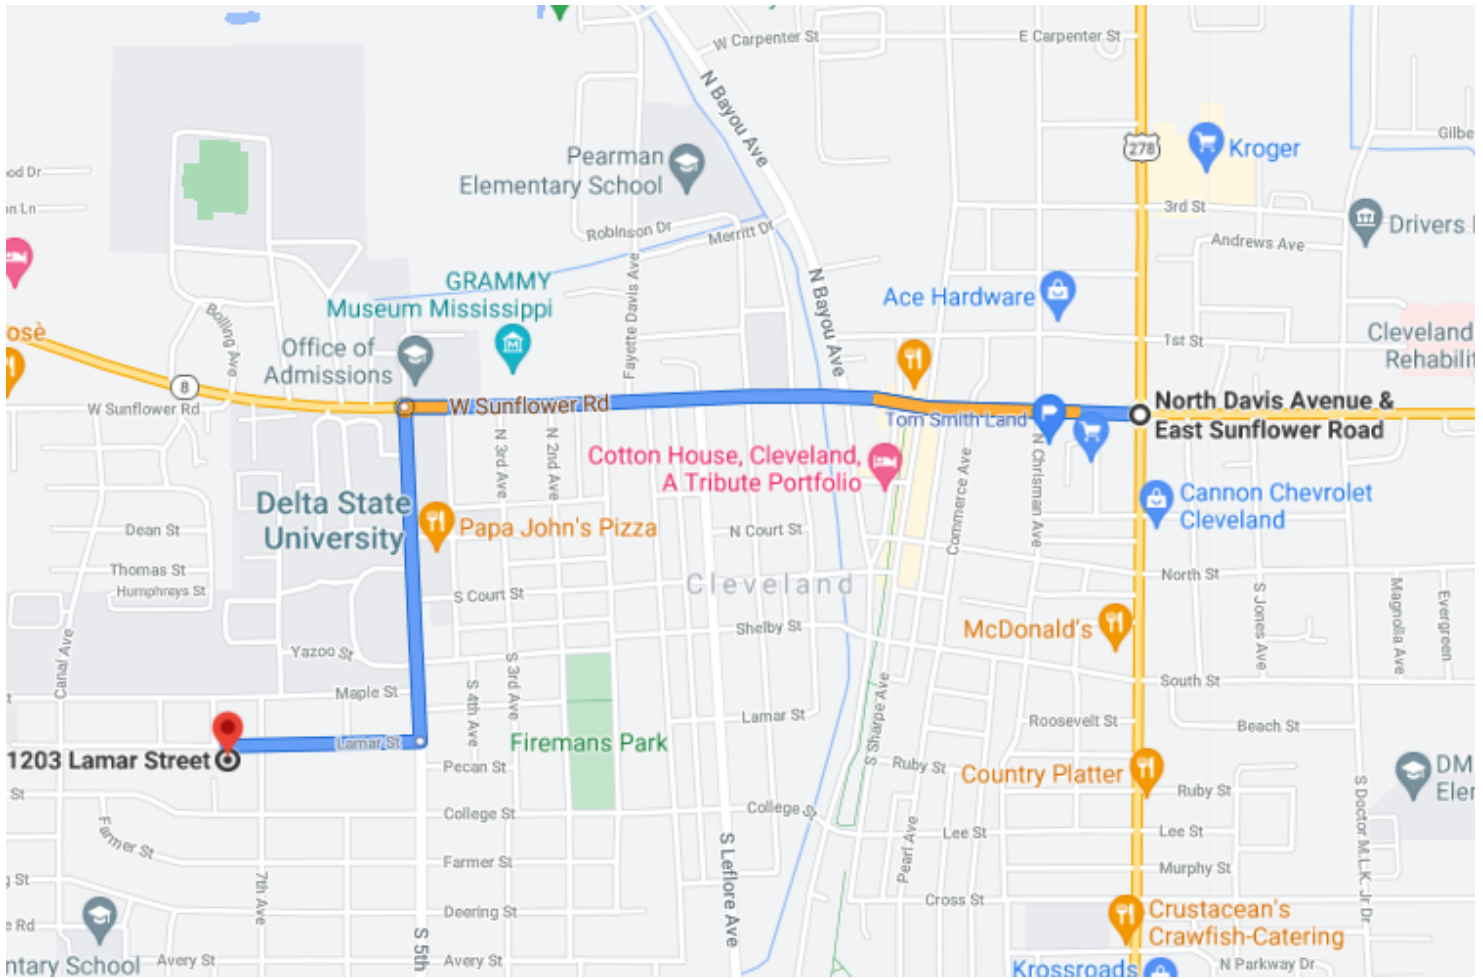 W Carpenter St
E Carpenter St
N Bayou Ave
278
Kroger
Gilbe
Pearman
Elementary School
ood Dr
on Ln
3rd St
Drivers
Andrews Ave
Robinson Dr
Merritt Dr
GRAMMY
Museum Mississippi
Fayette Davis Ave
N Bayou Ave
Ace Hardware
Bolling Ave
osè
Office of
Admissions
1st St
Cleveland
Rehabilit
8
W Sunflower Rd
W Sunflower Rd
Tom Smith Land
North Davis Avenue &
East Sunflower Road
N 3rd Ave
N 2nd Ave
Cotton House, Cleveland,
A Tribute Portfolio
Commerce Ave
N Chrisman Ave
Cannon Chevrolet
Cleveland
Delta State
University
Papa John's Pizza
Dean St
N Court St
Thomas St
Humphreys St
Cleveland
North St
S Court St
S Jones Ave
Magnolia Ave
Evergreen
Shelby St
McDonald's
Canal Ave
Yazoo St
S 4th Ave
S 3rd Ave
South St
Maple St
S Sharpe Ave
Lamar St
Roosevelt St
Beach St
1203 Lamar Street
Lamar St
Firemans Park
Pecan St
Ruby St
Country Platter
Ruby St
DM
Elem
St
College St
College St
Lee St
Lee St
S Doctor M.L.K. Jr Dr
Farmer St
S Leflore Ave
Pearl Ave
Farmer St
Murphy St
g St
7th Ave
Cross St
Deering St
Crustacean's
Crawfish-Catering
e Rd
S 5th
ntary School
Avery St
Avery St
Krossroads
N Parkway Dr